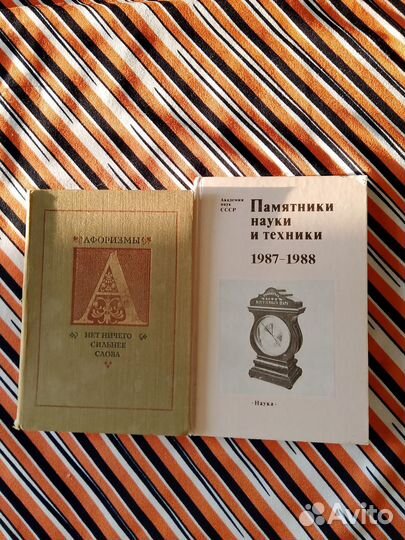 АФОРИЗМЫ
А
НЕТ НИЧЕГО
СИЛЬНЕЕ
СЛОВА
Академия
наук
СССР
Памятники
науки
и техники
1987–1988
·Наука·
Avito